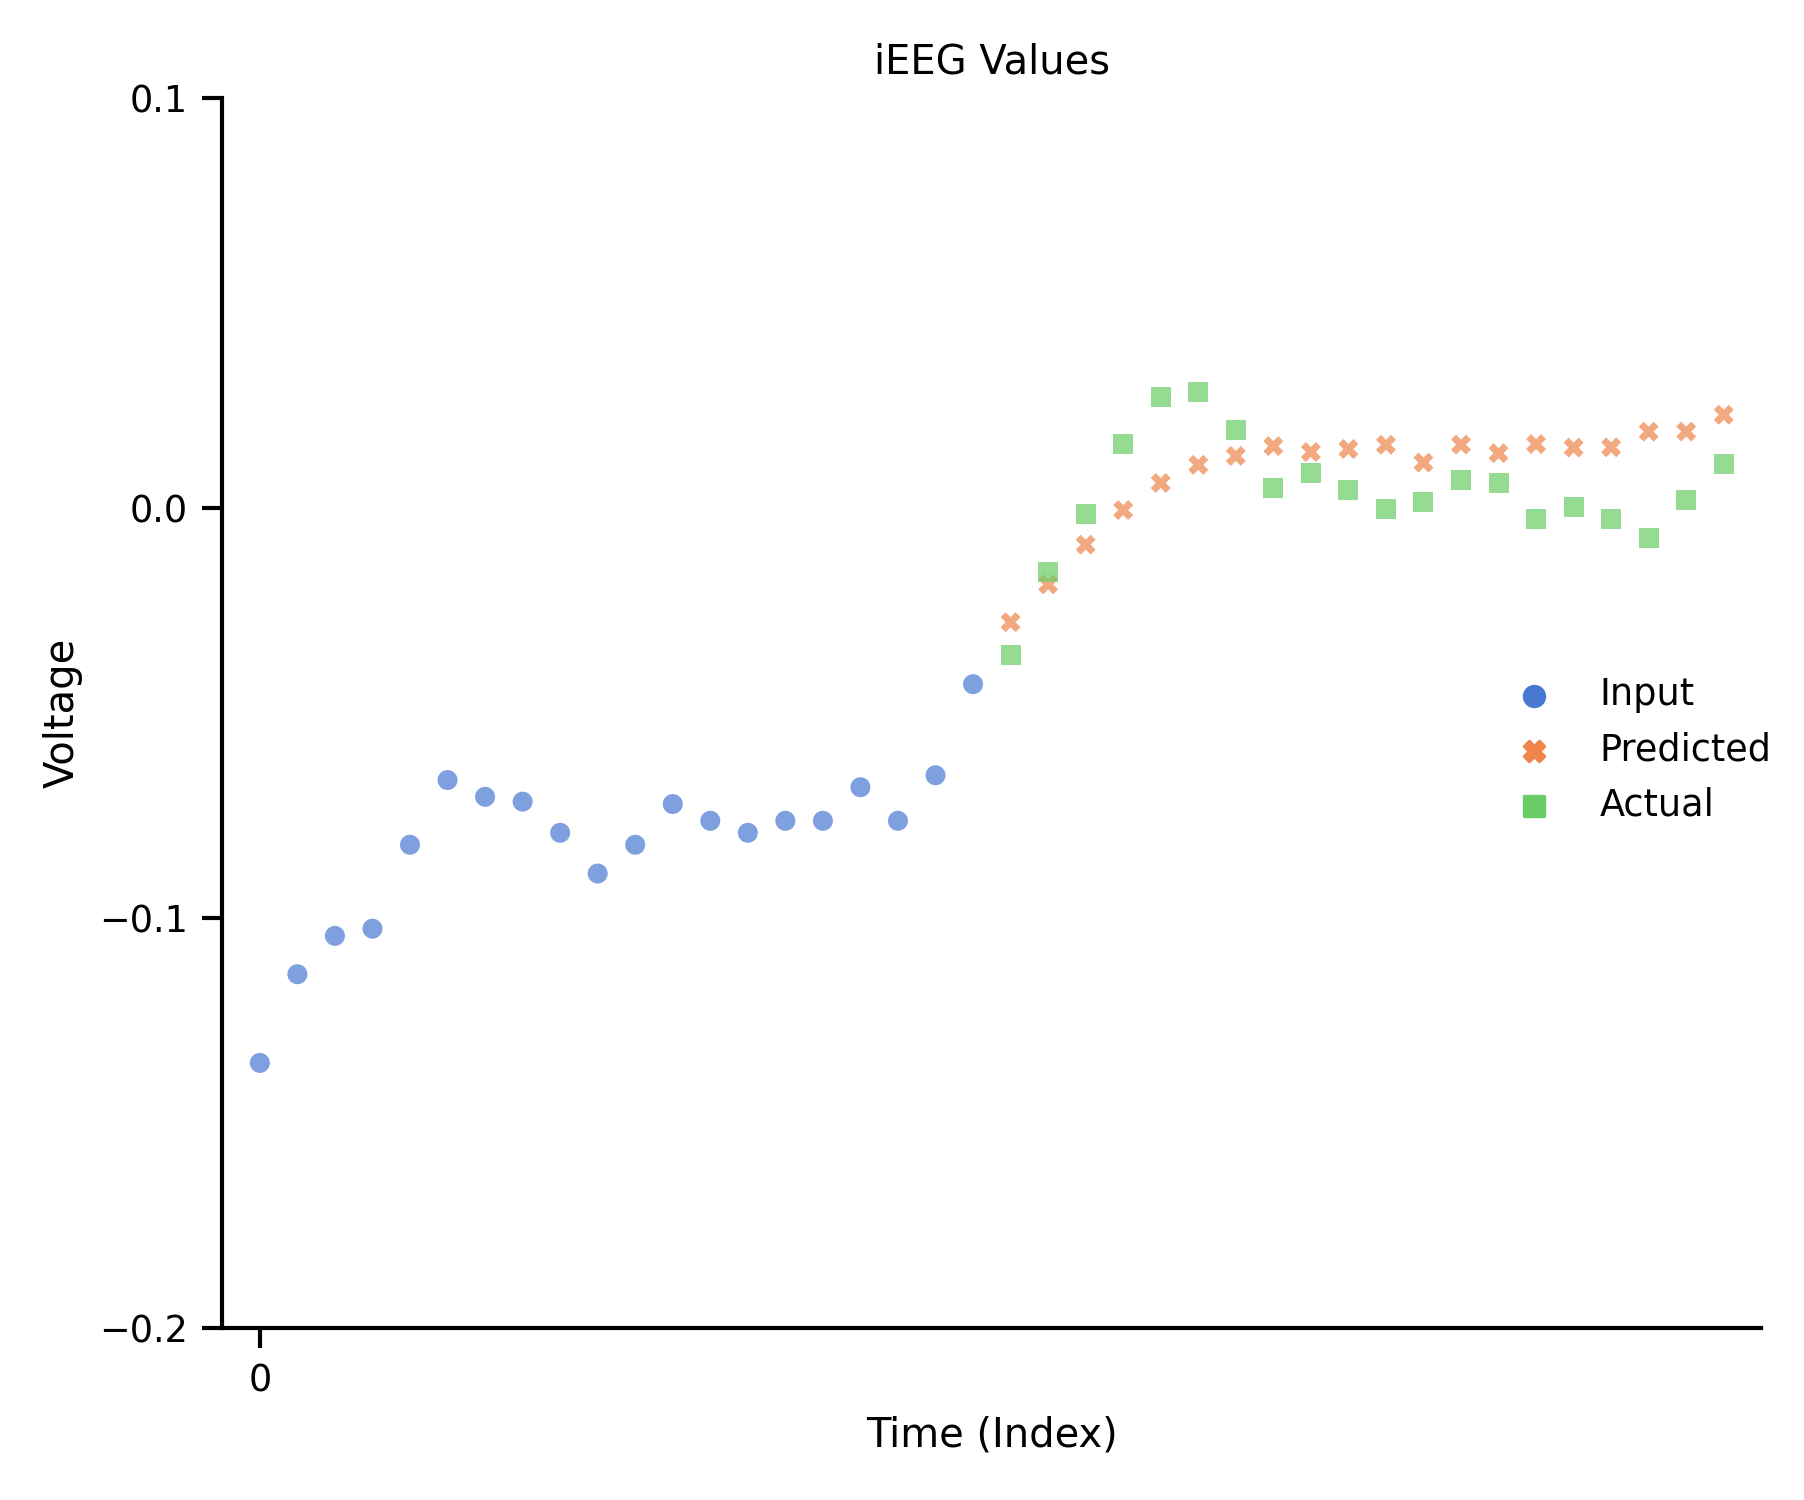 iEEG Values
0.1
0.0
−0.1
−0.2
Voltage
Input
Predicted
Actual
0
Time (Index)